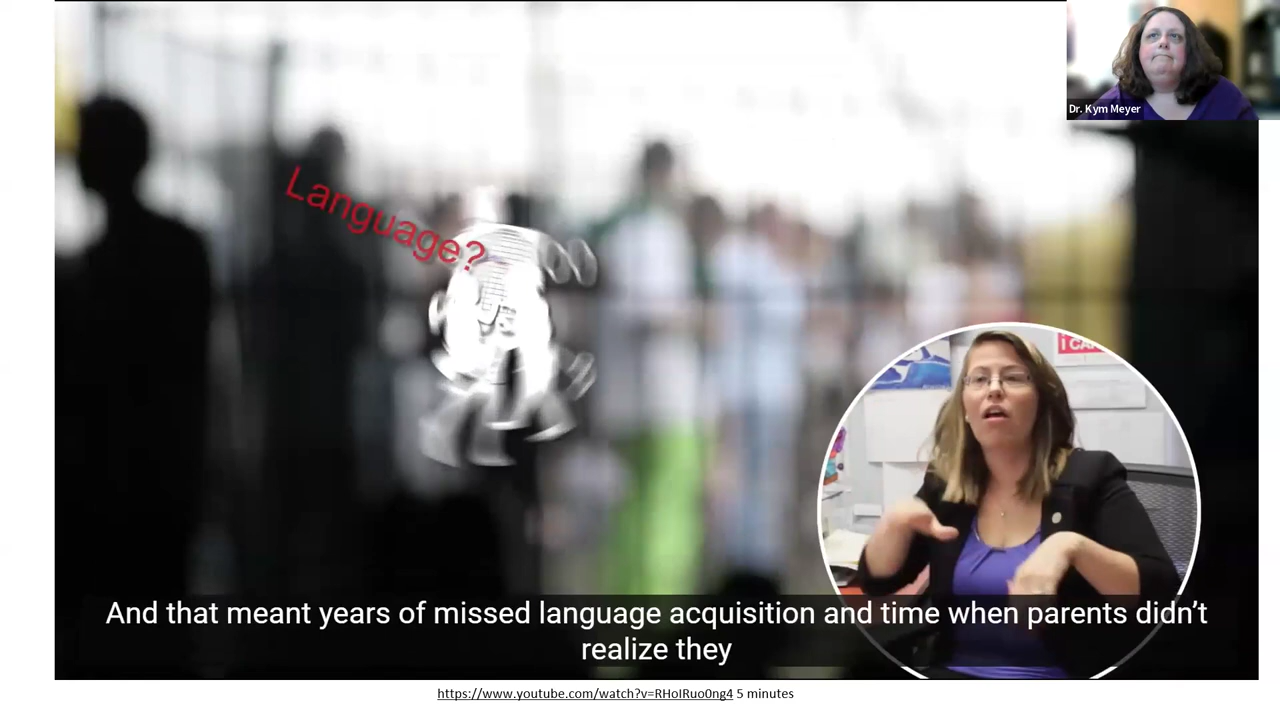 Dr. Kym Meyer
Language?
I CAN
And that meant years of missed language acquisition and time when parents didn’t
realize they
https://www.youtube.com/watch?v=RHoIRuo0ng4 5 minutes